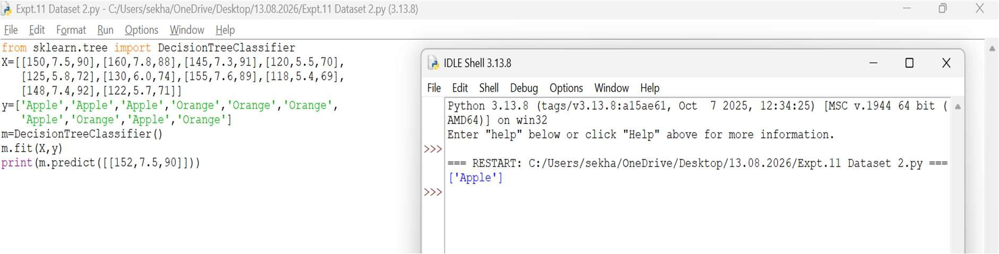 Expt.11 Dataset 2.py - C:/Users/sekha/OneDrive/Desktop/13.08.2026/Expt.11 Dataset 2.py (3.13.8)
File Edit Format Run Options Window Help
from sklearn.tree import DecisionTreeClassifier
X=[[150,7.5,90],[160,7.8,88],[145,7.3,91],[120,5.5,70],
[125,5.8,72],[130,6.0,74],[155,7.6,89],[118,5.4,69],
[148,7.4,92],[122,5.7,71]]
y=['Apple','Apple','Apple','Orange','Orange','Orange',
'Apple','Orange','Apple','Orange']
m=DecisionTreeClassifier()
m.fit(X,y)
print(m.predict([[152,7.5,90]]))
IDLE Shell 3.13.8
File Edit Shell Debug Options Window Help
Python 3.13.8 (tags/v3.13.8:a15ae61, Oct  7 2025, 12:34:25) [MSC v.1944 64 bit (
AMD64)] on win32
Enter "help" below or click "Help" above for more information.
>>>
=== RESTART: C:/Users/sekha/OneDrive/Desktop/13.08.2026/Expt.11 Dataset 2.py ===
['Apple']
>>>